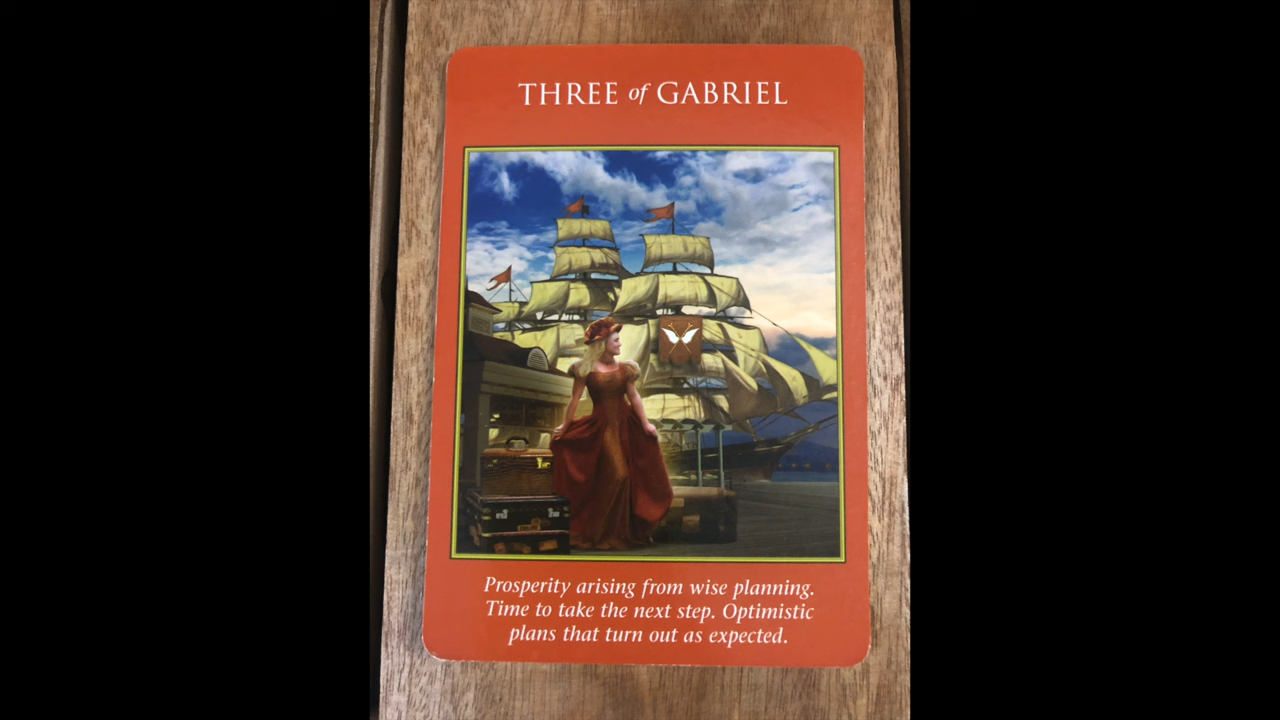 THREE of GABRIEL
Prosperity arising from wise planning.
Time to take the next step. Optimistic
plans that turn out as expected.